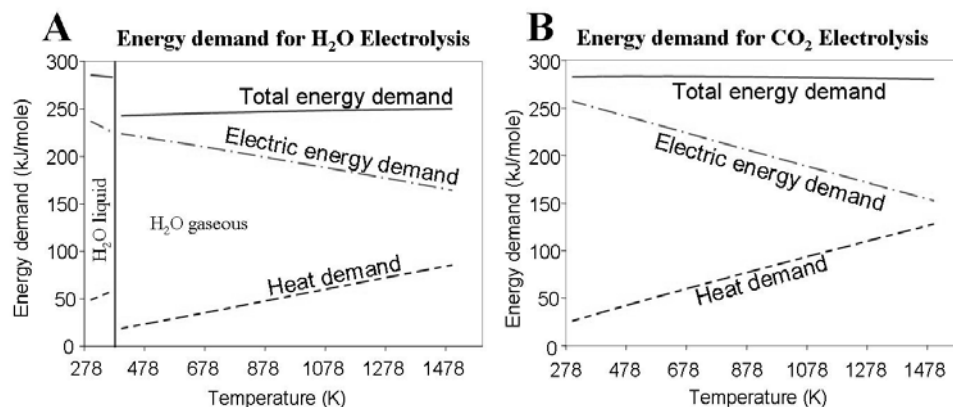 A
Energy demand for H₂O Electrolysis
Energy demand (kJ/mole)
300
250
200
150
100
50
0
Total energy demand
Electric energy demand
H₂O liquid
H₂O gaseous
Heat demand
278 478 678 878 1078 1278 1478
Temperature (K)
B
Energy demand for CO₂ Electrolysis
Energy demand (kJ/mole)
300
250
200
150
100
50
0
Total energy demand
Electric energy demand
Heat demand
278 478 678 878 1078 1278 1478
Temperature (K)